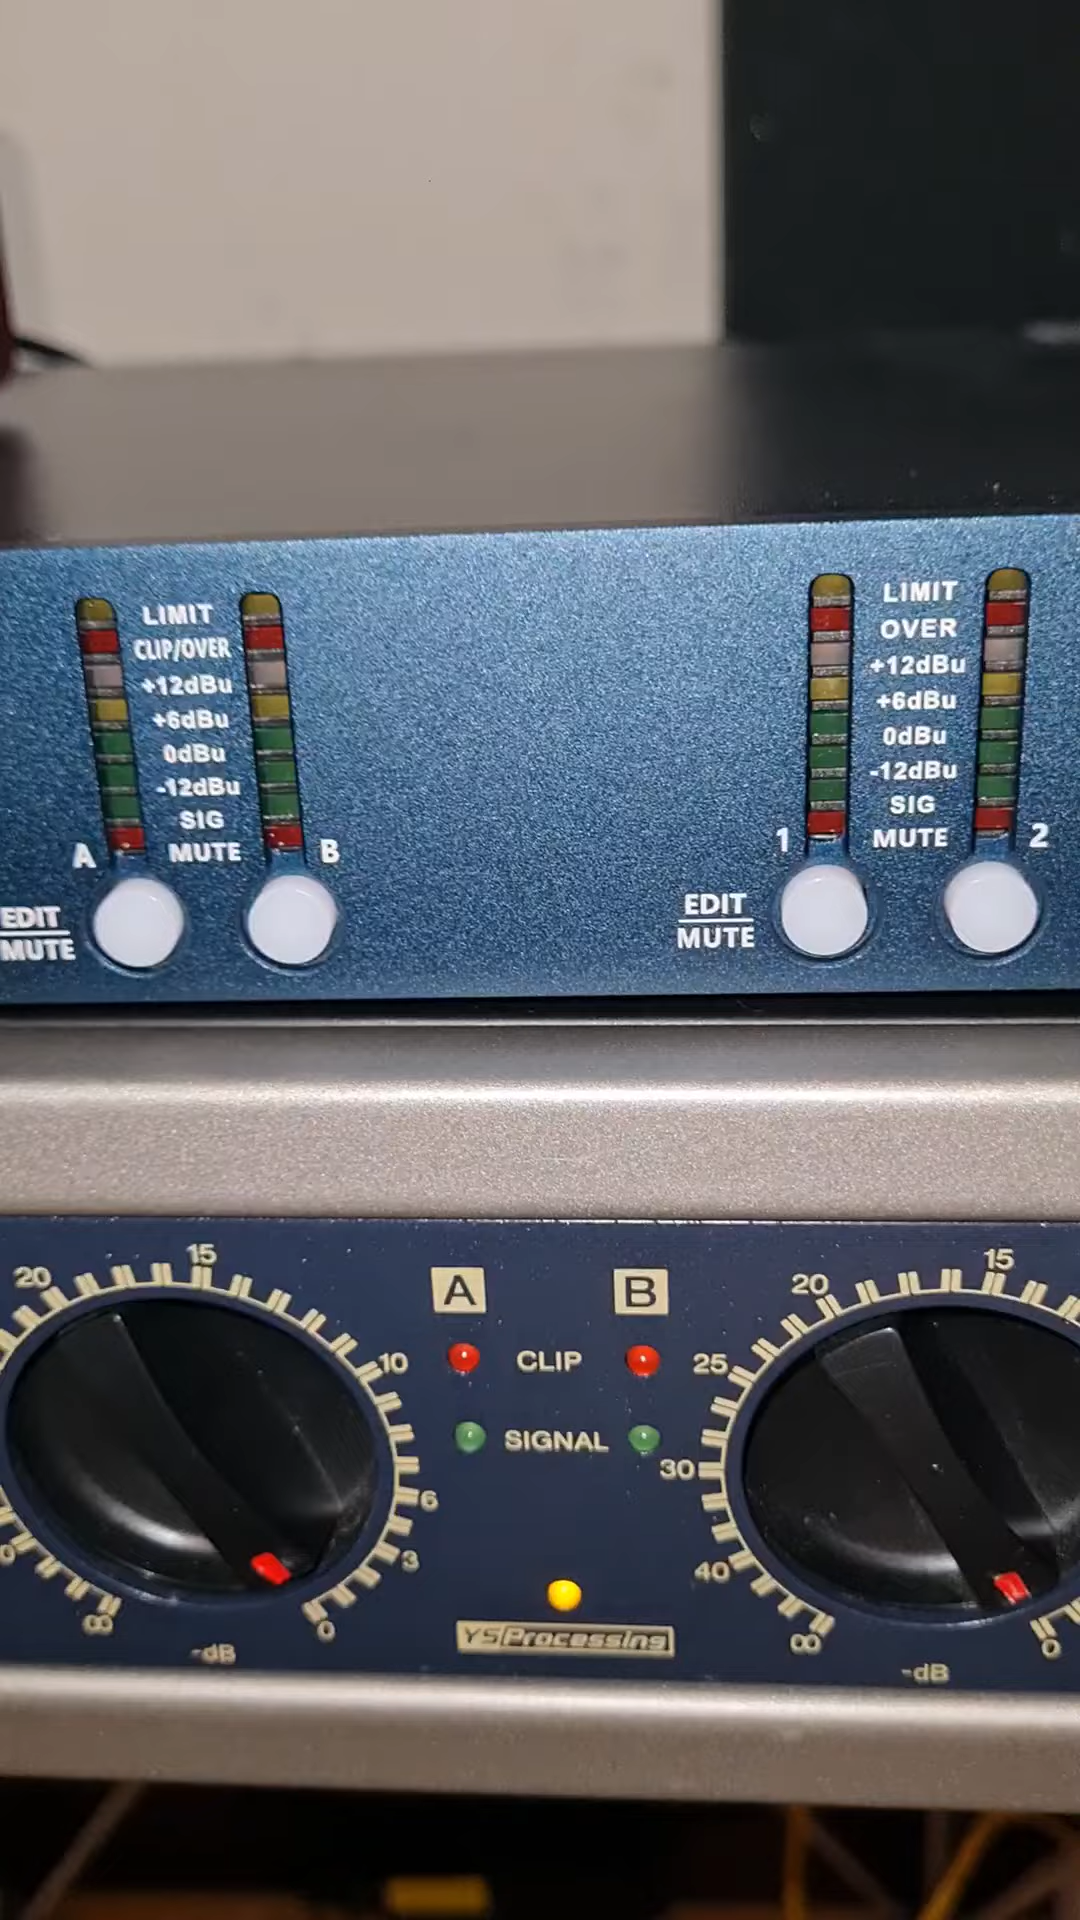 LIMIT
CLIP/OVER
+12dBu
+6dBu
0dBu
-12dBu
SIG
A MUTE B
EDIT
MUTE
LIMIT
OVER
+12dBu
+6dBu
0dBu
-12dBu
SIG
1 MUTE 2
EDIT
MUTE
20 15 10 6 3 0
∞
-dB
A B
CLIP
SIGNAL
YSProcessing
∞ 40 30 25 20 15
0
-dB